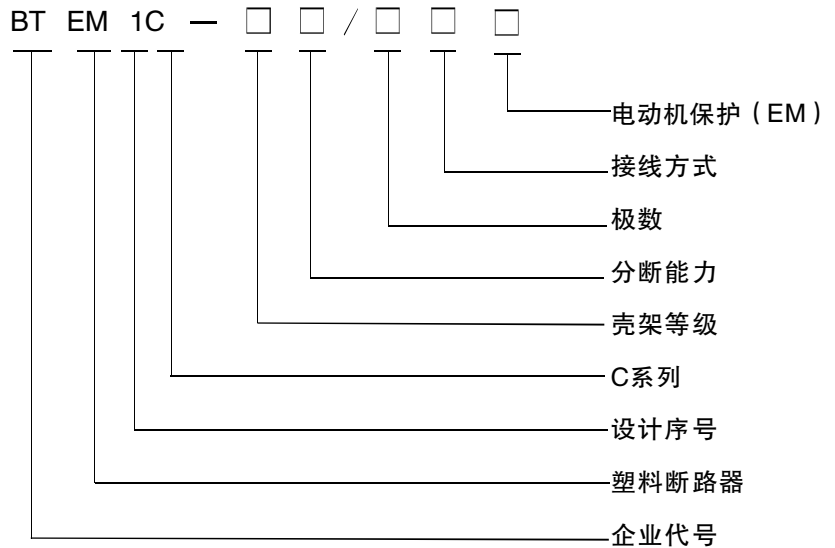 BT EM 1C — □ □ / □ □ □
电动机保护（EM）
接线方式
极数
分断能力
壳架等级
C系列
设计序号
塑料断路器
企业代号